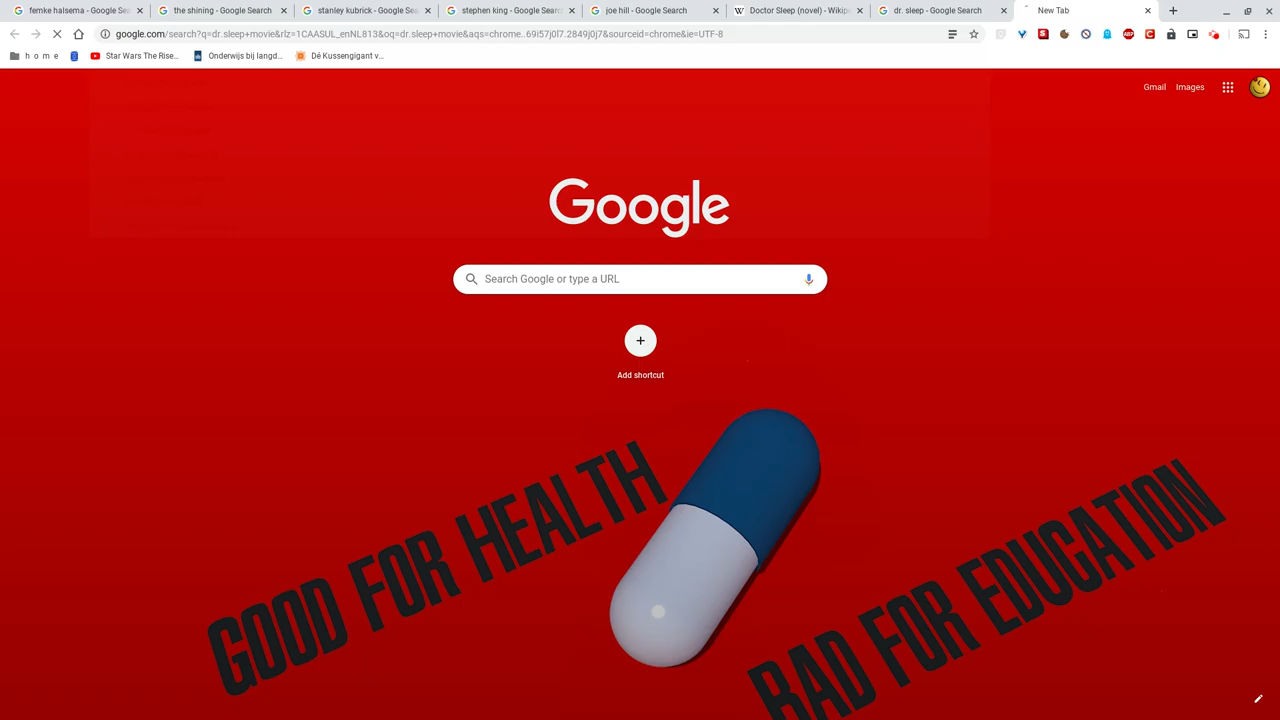 femke halsema - Google Sea
the shining - Google Search
stanley kubrick - Google Sea
stephen king - Google Search
joe hill - Google Search
Doctor Sleep (novel) - Wikip
dr. sleep - Google Search
New Tab
google.com/search?q=dr.sleep+movie&rlz=1CAASUL_enNL813&oq=dr.sleep+movie&aqs=chrome..69i57j0l7.2849j0j7&sourceid=chrome&ie=UTF-8
h o m e
Star Wars The Rise...
Onderwijs bij langd...
Dé Kussengigant v...
Gmail
Images
Google
Search Google or type a URL
Add shortcut
GOOD FOR HEALTH
BAD FOR EDUCATION